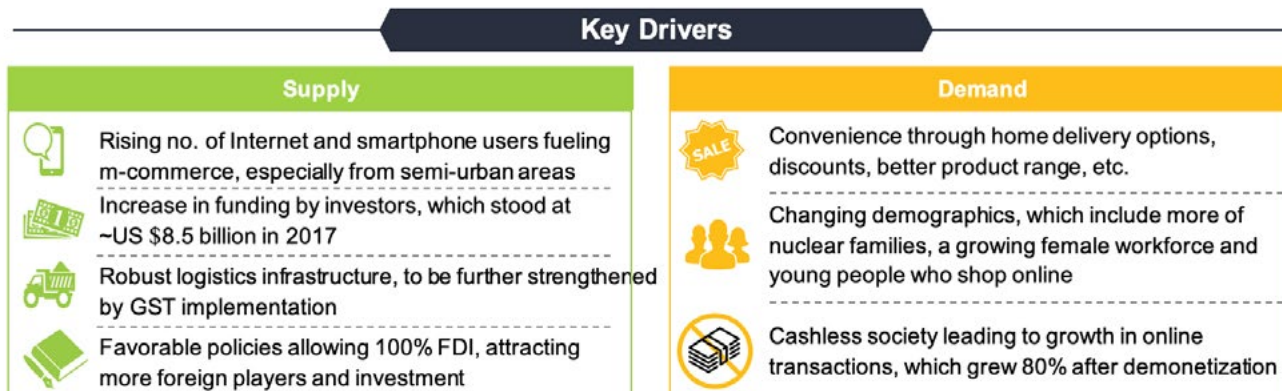 Key Drivers
Supply
Rising no. of Internet and smartphone users fueling
m-commerce, especially from semi-urban areas
Increase in funding by investors, which stood at
~US $8.5 billion in 2017
Robust logistics infrastructure, to be further strengthened
by GST implementation
Favorable policies allowing 100% FDI, attracting
more foreign players and investment
Demand
SALE
Convenience through home delivery options,
discounts, better product range, etc.
Changing demographics, which include more of
nuclear families, a growing female workforce and
young people who shop online
Cashless society leading to growth in online
transactions, which grew 80% after demonetization